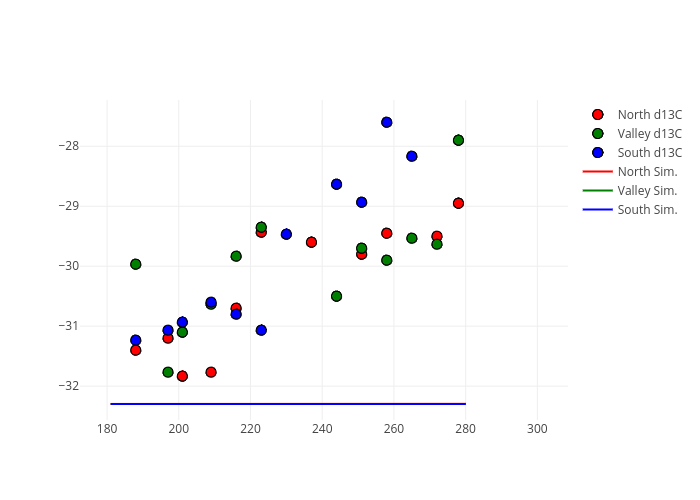 North d13C
Valley d13C
South d13C
North Sim.
Valley Sim.
South Sim.
−28
−29
−30
−31
−32
180 200 220 240 260 280 300